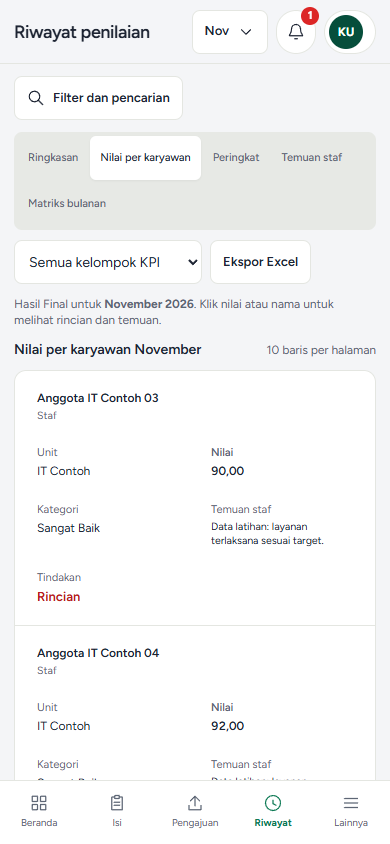 Riwayat penilaian
Nov
1
KU
Filter dan pencarian
Ringkasan
Nilai per karyawan
Peringkat
Temuan staf
Matriks bulanan
Semua kelompok KPI
Ekspor Excel
Hasil Final untuk November 2026. Klik nilai atau nama untuk
melihat rincian dan temuan.
Nilai per karyawan November
10 baris per halaman
Anggota IT Contoh 03
Staf
Unit
Nilai
IT Contoh
90,00
Kategori
Temuan staf
Sangat Baik
Data latihan: layanan
terlaksana sesuai target.
Tindakan
Rincian
Anggota IT Contoh 04
Staf
Unit
Nilai
IT Contoh
92,00
Kategori
Temuan staf
Beranda
Isi
Pengajuan
Riwayat
Lainnya